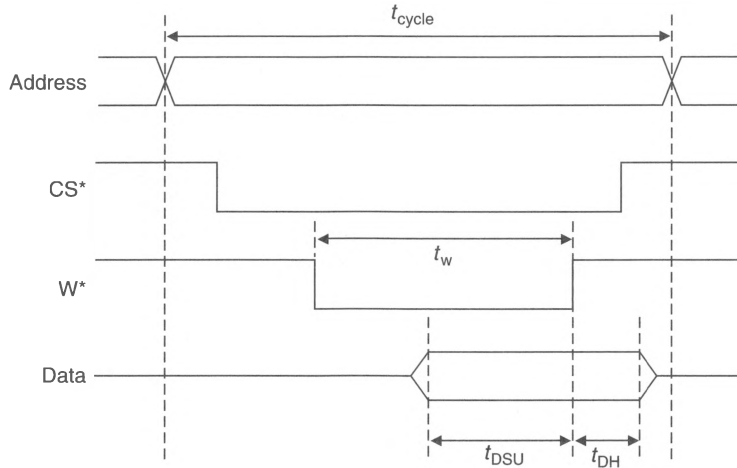 t_cycle
Address
CS*
t_w
W*
Data
t_DSU
t_DH